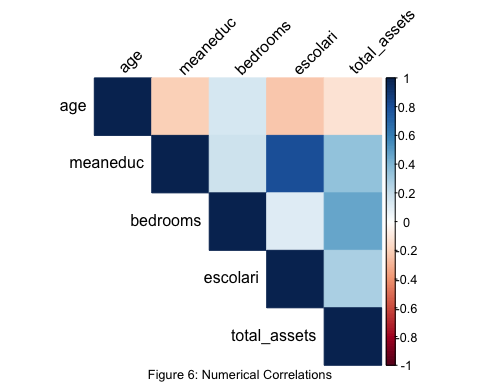 age
meaneduc
bedrooms
escolari
total_assets
age
meaneduc
bedrooms
escolari
total_assets
1
0.8
0.6
0.4
0.2
0
-0.2
-0.4
-0.6
-0.8
-1
Figure 6: Numerical Correlations